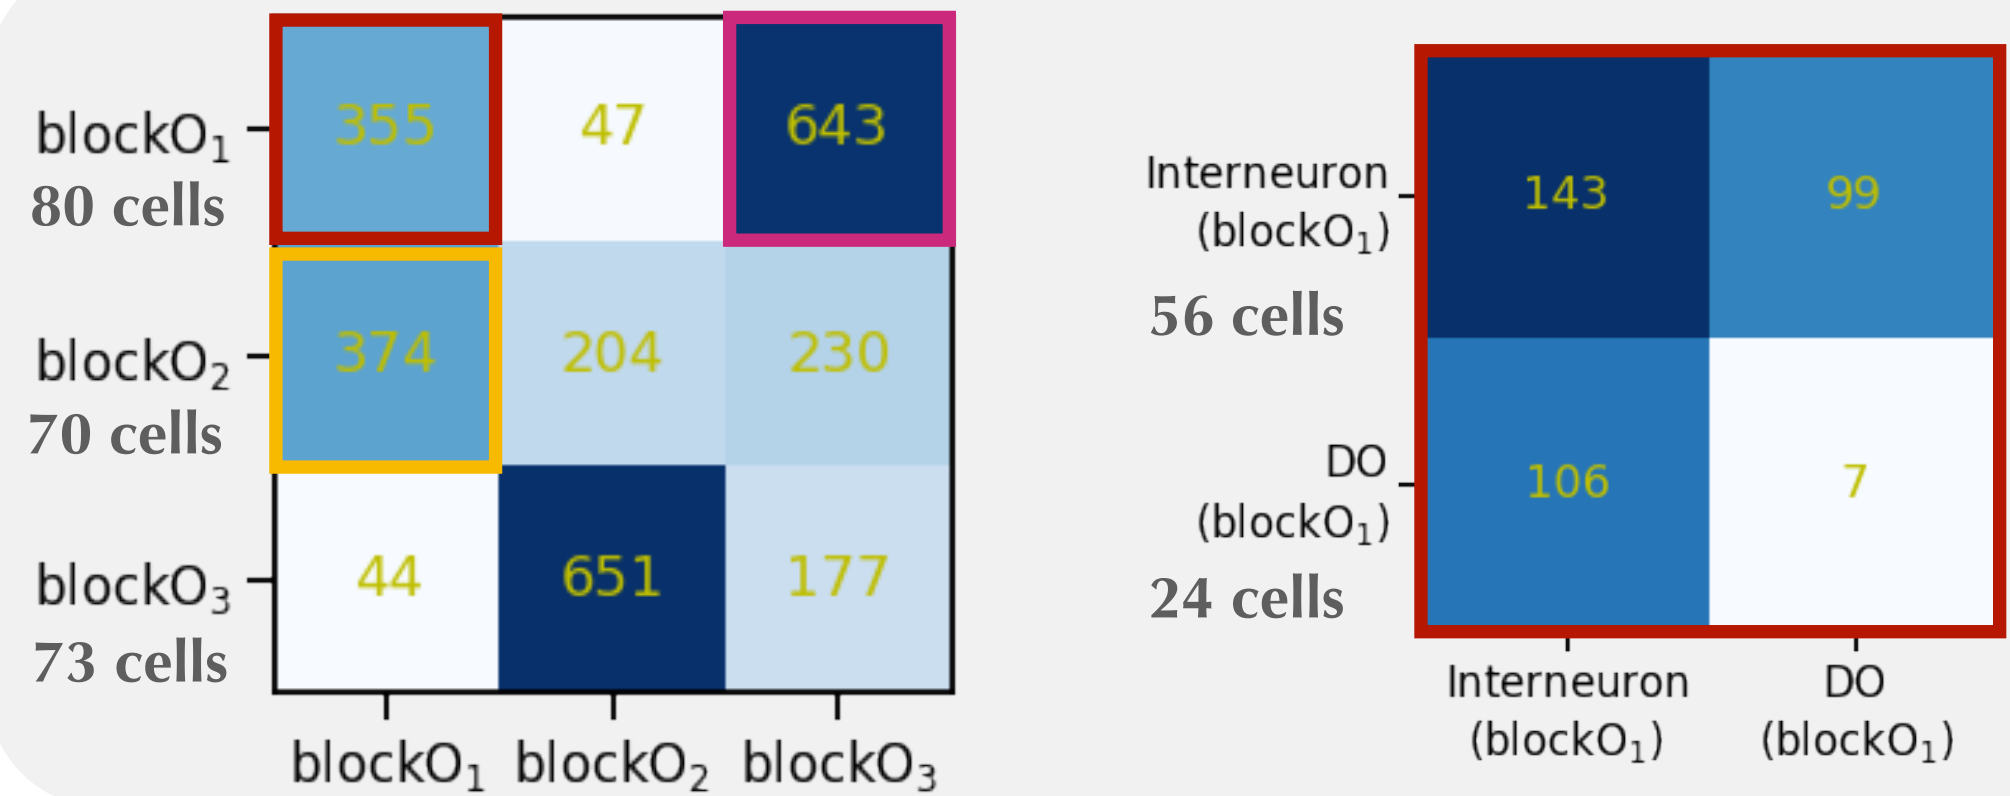 blockO₁ 355 47 643
80 cells
blockO₂ 374 204 230
70 cells
blockO₃ 44 651 177
73 cells
blockO₁ blockO₂ blockO₃
Interneuron
(blockO₁) 143 99
56 cells
DO
(blockO₁) 106 7
24 cells
Interneuron DO
(blockO₁) (blockO₁)